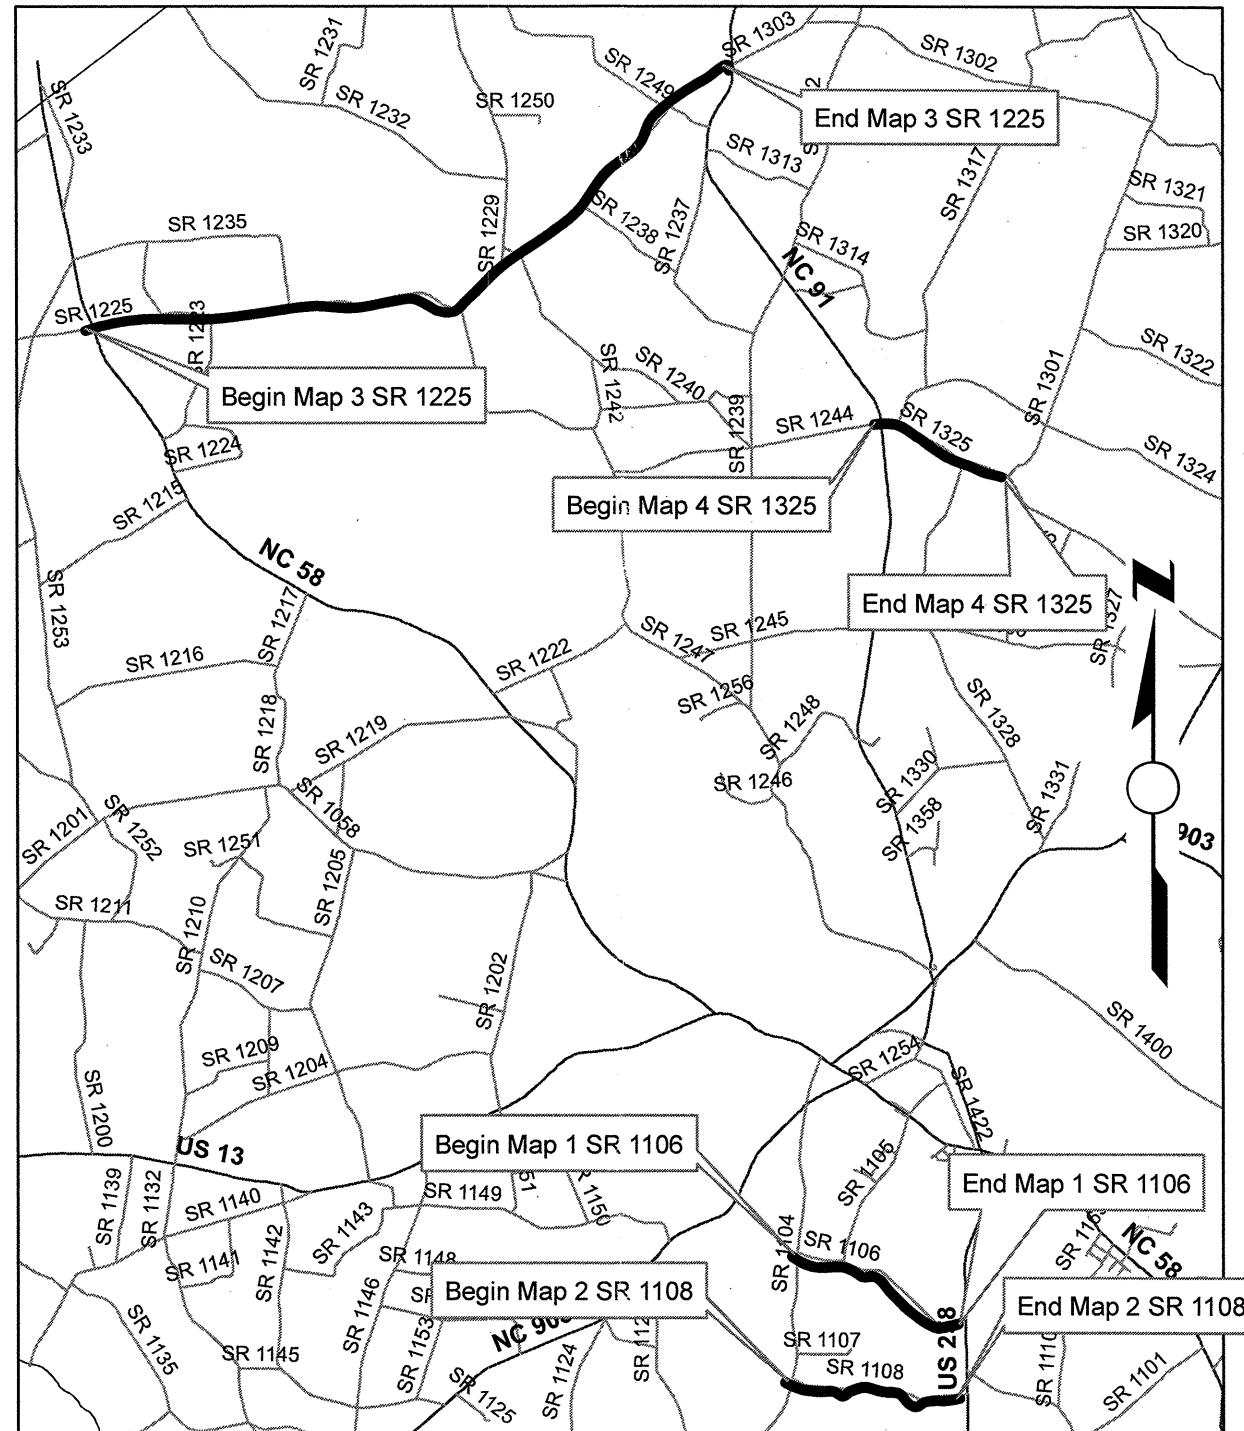 SR 1303
SR 1231
SR 1302
SR 1249
SR 1233
SR 1232
SR 1250
End Map 3 SR 1225
SR 1313
SR 1317
SR 1321
SR 1320
SR 1235
SR 1229
SR 1238
SR 1237
SR 1314
NC 91
SR 1225
SR 1223
Begin Map 3 SR 1225
SR 1242
SR 1240
SR 1239
SR 1244
SR 1325
SR 1301
SR 1322
SR 1324
SR 1224
SR 1215
Begin Map 4 SR 1325
NC 58
SR 1253
SR 1217
End Map 4 SR 1325
SR 1327
SR 1216
SR 1222
SR 1247
SR 1245
SR 1256
SR 1218
SR 1219
SR 1248
SR 1328
SR 1246
SR 1330
SR 1331
SR 1358
903
SR 1201
SR 1252
SR 1058
SR 1251
SR 1205
SR 1211
SR 1210
SR 1207
SR 1202
SR 1400
SR 1209
SR 1204
SR 1254
SR 1422
SR 1200
US 13
Begin Map 1 SR 1106
SR 1105
End Map 1 SR 1106
SR 1139
SR 1132
SR 1140
SR 1149
51
SR 1150
SR 1143
SR 1142
SR 1141
SR 1148
SR 1146
SR 1104
SR 1106
NC 58
Begin Map 2 SR 1108
End Map 2 SR 1108
SR 1153
SR 1135
SR 1145
SR 1124
SR 1125
SR 1107
SR 1108
SR 1101